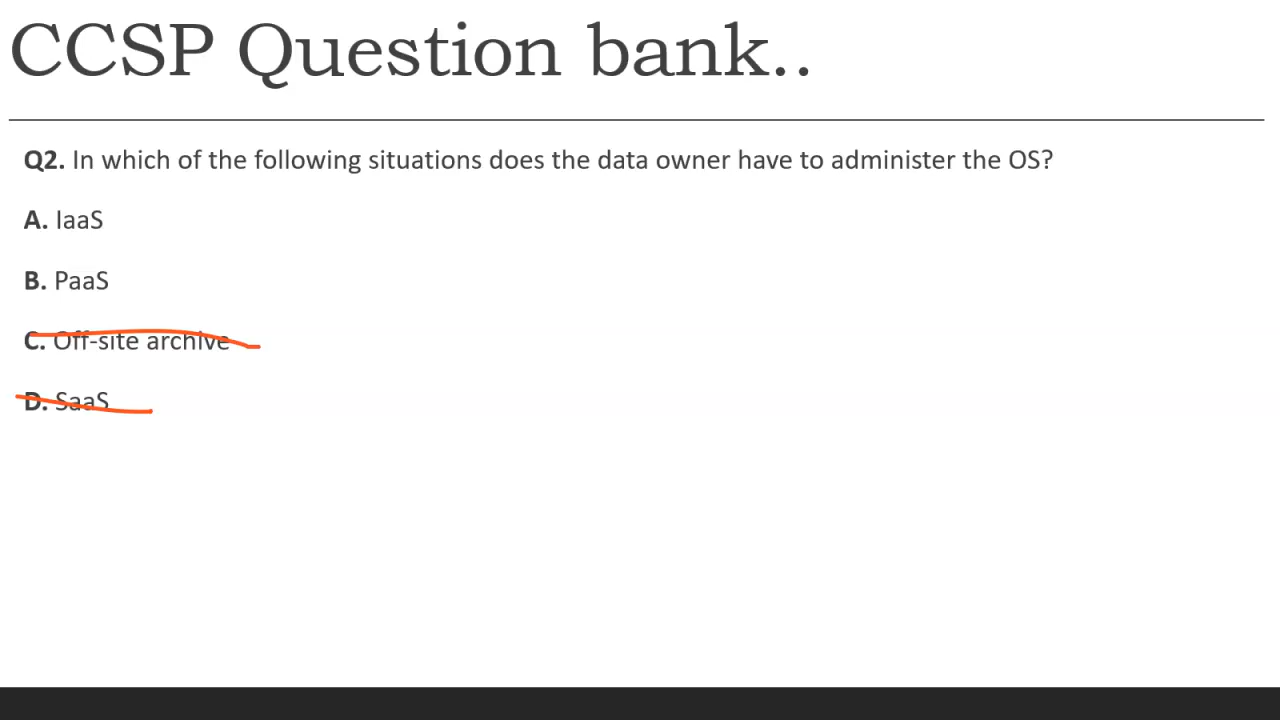 CCSP Question bank..
Q2. In which of the following situations does the data owner have to administer the OS?
A. IaaS
B. PaaS
C. Off-site archive
D. SaaS